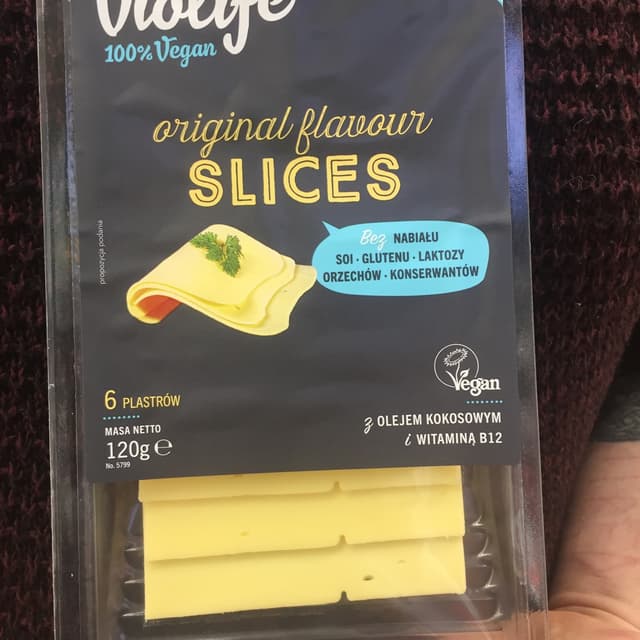 Violife
100% Vegan
original flavour
SLICES
Bez NABIAŁU
SOI · GLUTENU · LAKTOZY
ORZECHÓW · KONSERWANTÓW
propozycja podania
Vegan
6 PLASTRÓW
MASA NETTO
120g ℮
No. 5799
z OLEJEM KOKOSOWYM
i WITAMINĄ B12